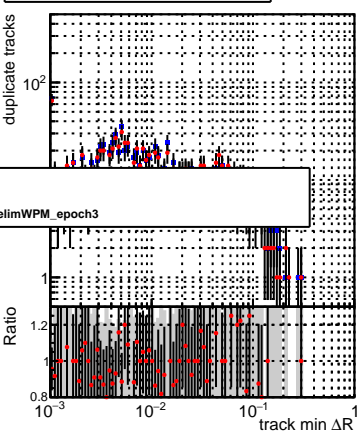 duplicate tracks
10²
elimWPM_epoch3
1
Ratio
1.2
1
0.8
10⁻³
10⁻²
10⁻¹
1
track min ΔR